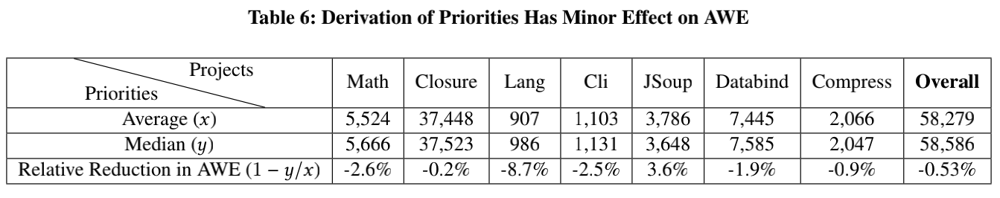 Table 6: Derivation of Priorities Has Minor Effect on AWE
Projects
Priorities
Math Closure Lang Cli JSoup Databind Compress Overall
Average (x) 5,524 37,448 907 1,103 3,786 7,445 2,066 58,279
Median (y) 5,666 37,523 986 1,131 3,648 7,585 2,047 58,586
Relative Reduction in AWE (1 − y/x) -2.6% -0.2% -8.7% -2.5% 3.6% -1.9% -0.9% -0.53%